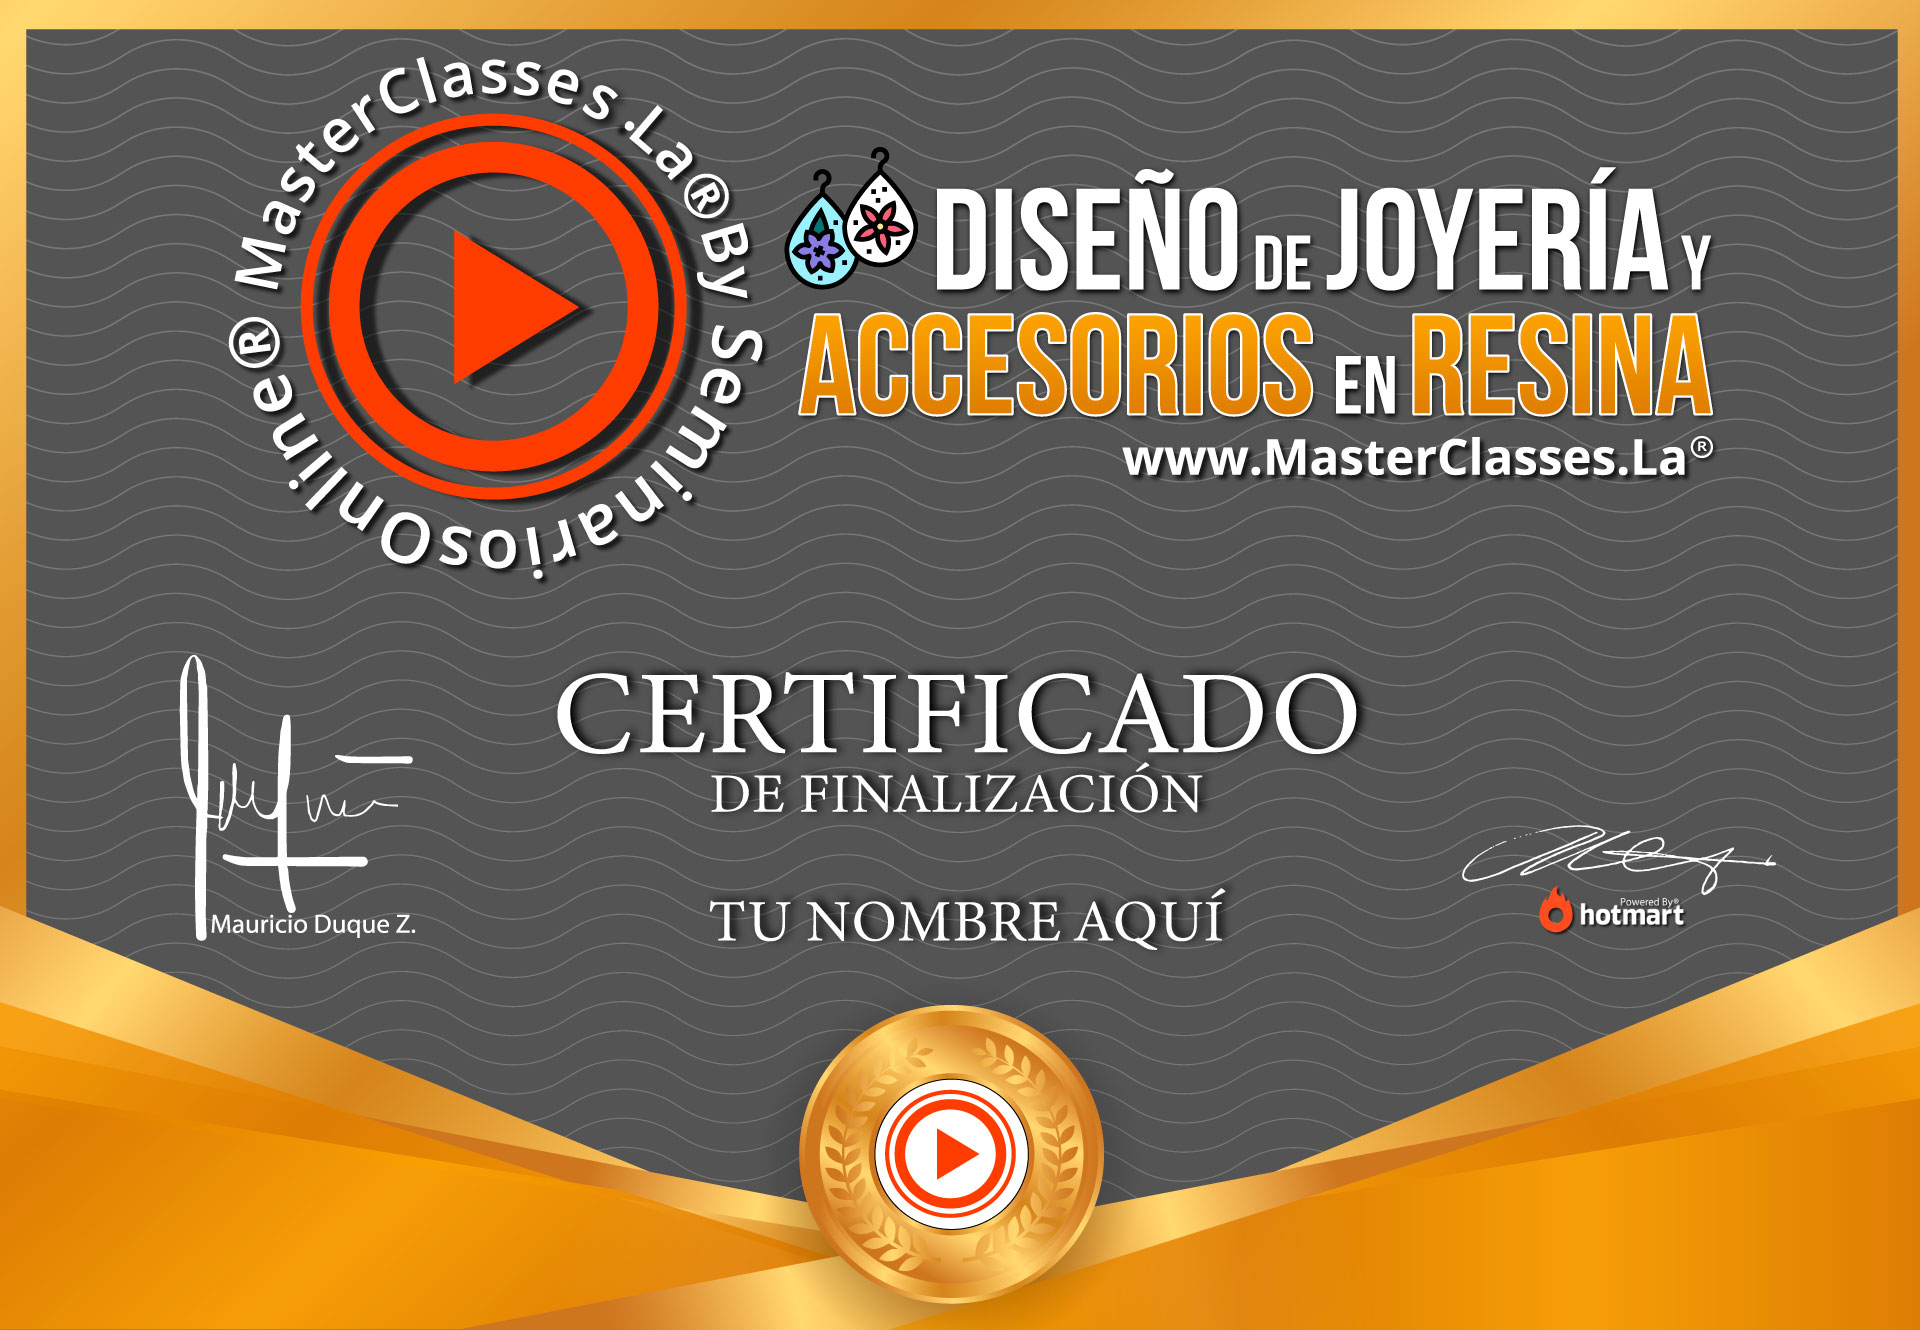 MasterClasses.La® By SeminariosOnline®
DISEÑO DE JOYERÍA Y
ACCESORIOS EN RESINA
www.MasterClasses.La®
CERTIFICADO
DE FINALIZACIÓN
TU NOMBRE AQUÍ
Mauricio Duque Z.
Powered By®
hotmart